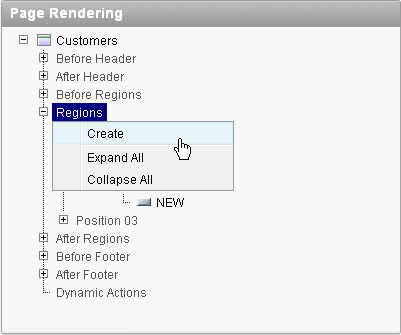 Page Rendering
Customers
Before Header
After Header
Before Regions
Regions
Create
Expand All
Collapse All
NEW
Position 03
After Regions
Before Footer
After Footer
Dynamic Actions